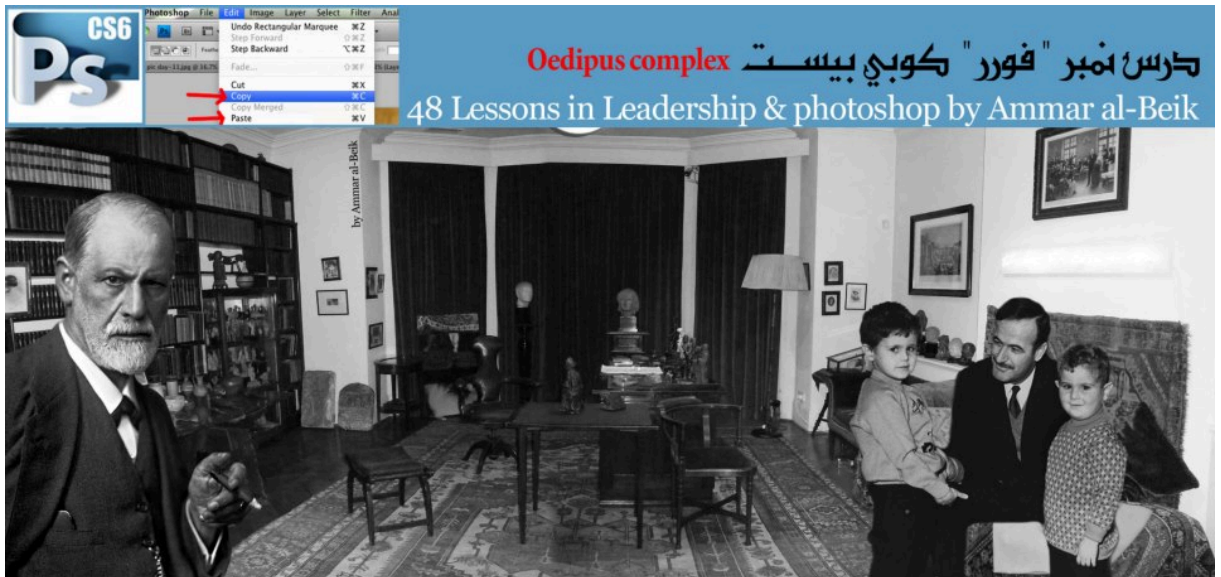 CS6
Ps
Photoshop File Edit Image Layer Select Filter Anal
Undo Rectangular Marquee ⌘Z
Step Forward ⇧⌘Z
Step Backward ⌥⌘Z
Fade... ⇧⌘F
Cut ⌘X
Copy ⌘C
Copy Merged ⇧⌘C
Paste ⌘V
Oedipus complex درس نمبر "فورر" كوبي بيســت
48 Lessons in Leadership & photoshop by Ammar al-Beik
by Ammar al-Beik